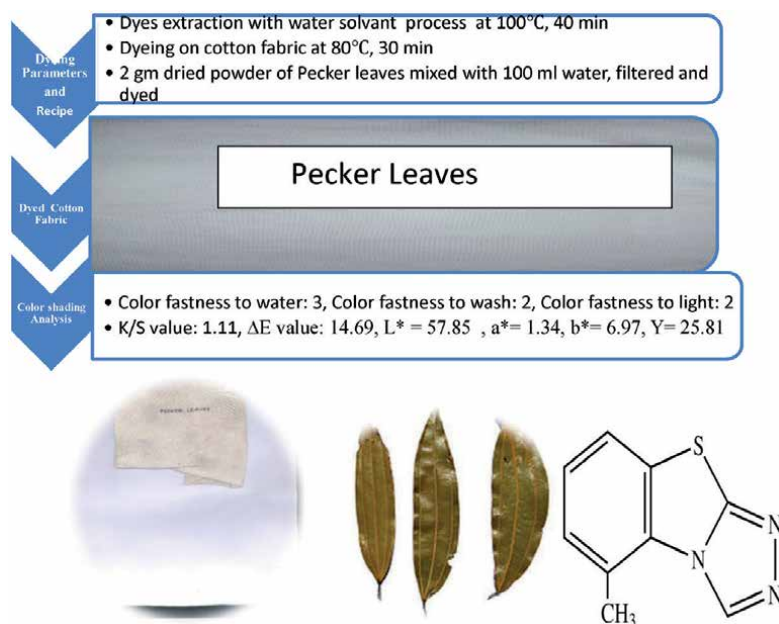 • Dyes extraction with water solvent process at 100℃, 40 min
Dyeing
Parameters
and
Recipe
• Dyeing on cotton fabric at 80℃, 30 min
• 2 gm dried powder of Pecker leaves mixed with 100 ml water, filtered and
dyed
Pecker Leaves
Dyed Cotton
Fabric
Color shading
Analysis
• Color fastness to water: 3, Color fastness to wash: 2, Color fastness to light: 2
• K/S value: 1.11, ΔE value: 14.69, L* = 57.85 , a*= 1.34, b*= 6.97, Y= 25.81
PECKER LEAVES
S
N
N
N
CH₃